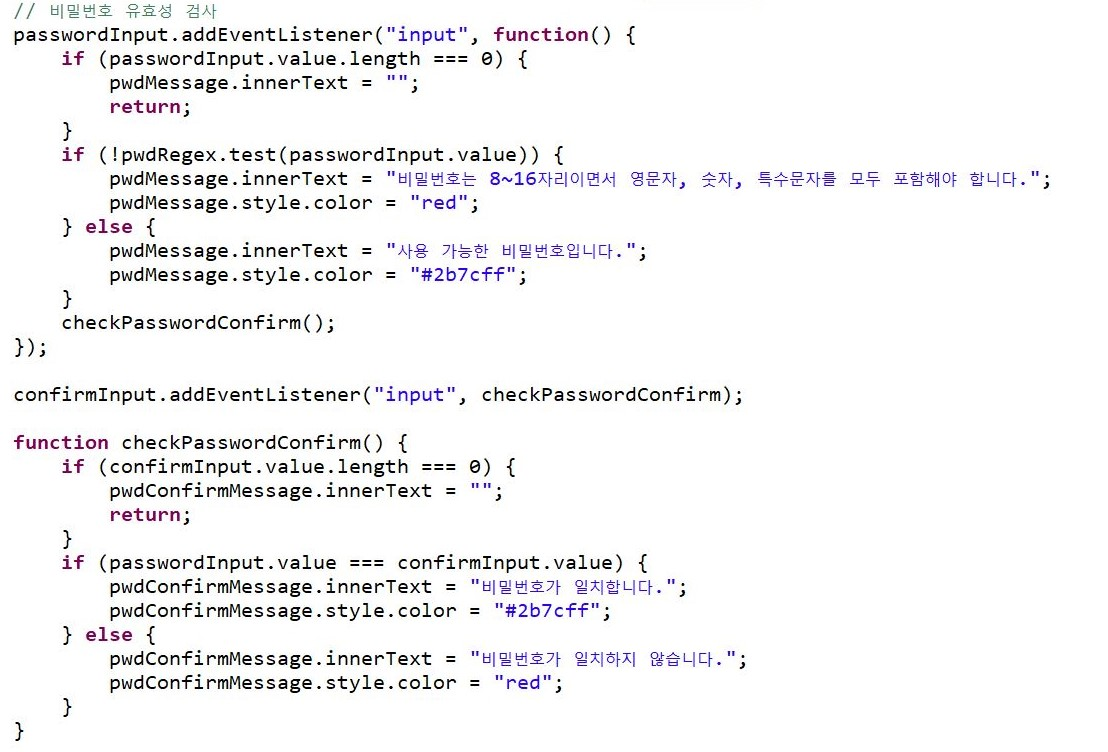 // 비밀번호 유효성 검사
passwordInput.addEventListener("input", function() {
    if (passwordInput.value.length === 0) {
        pwdMessage.innerText = "";
        return;
    }
    if (!pwdRegex.test(passwordInput.value)) {
        pwdMessage.innerText = "비밀번호는 8~16자리이면서 영문자, 숫자, 특수문자를 모두 포함해야 합니다.";
        pwdMessage.style.color = "red";
    } else {
        pwdMessage.innerText = "사용 가능한 비밀번호입니다.";
        pwdMessage.style.color = "#2b7cff";
    }
    checkPasswordConfirm();
});

confirmInput.addEventListener("input", checkPasswordConfirm);

function checkPasswordConfirm() {
    if (confirmInput.value.length === 0) {
        pwdConfirmMessage.innerText = "";
        return;
    }
    if (passwordInput.value === confirmInput.value) {
        pwdConfirmMessage.innerText = "비밀번호가 일치합니다.";
        pwdConfirmMessage.style.color = "#2b7cff";
    } else {
        pwdConfirmMessage.innerText = "비밀번호가 일치하지 않습니다.";
        pwdConfirmMessage.style.color = "red";
    }
}